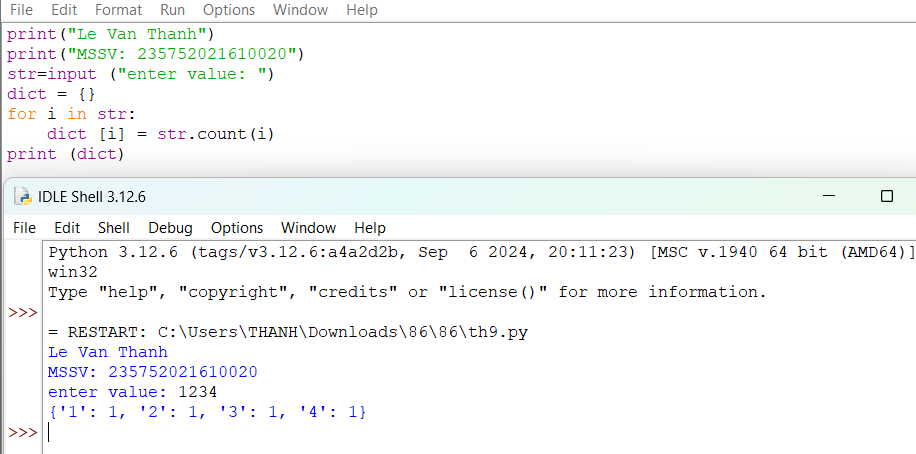 File Edit Format Run Options Window Help
print("Le Van Thanh")
print("MSSV: 235752021610020")
str=input ("enter value: ")
dict = {}
for i in str:
    dict [i] = str.count(i)
print (dict)
IDLE Shell 3.12.6
File Edit Shell Debug Options Window Help
Python 3.12.6 (tags/v3.12.6:a4a2d2b, Sep  6 2024, 20:11:23) [MSC v.1940 64 bit (AMD64)]
win32
Type "help", "copyright", "credits" or "license()" for more information.
>>>
= RESTART: C:\Users\THANH\Downloads\86\86\th9.py
Le Van Thanh
MSSV: 235752021610020
enter value: 1234
{'1': 1, '2': 1, '3': 1, '4': 1}
>>>